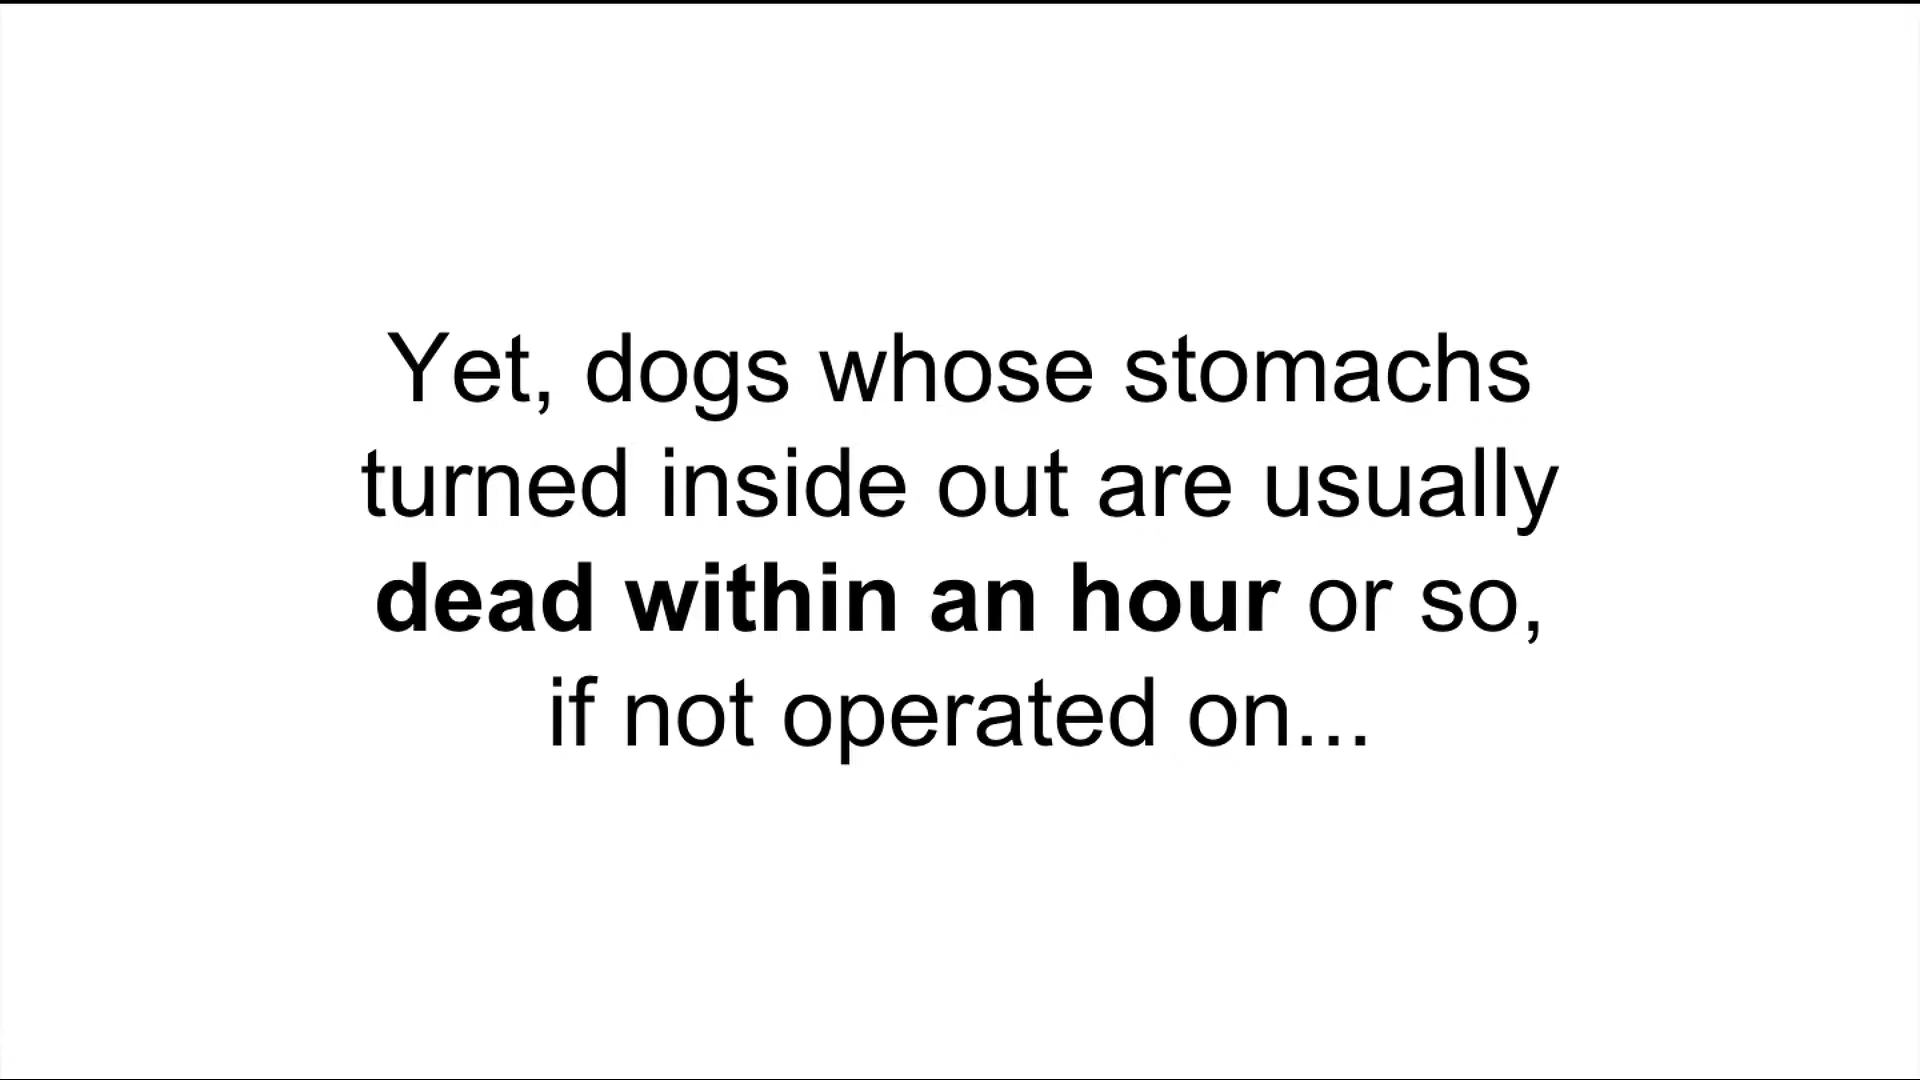 Yet, dogs whose stomachs
turned inside out are usually
dead within an hour or so,
if not operated on...